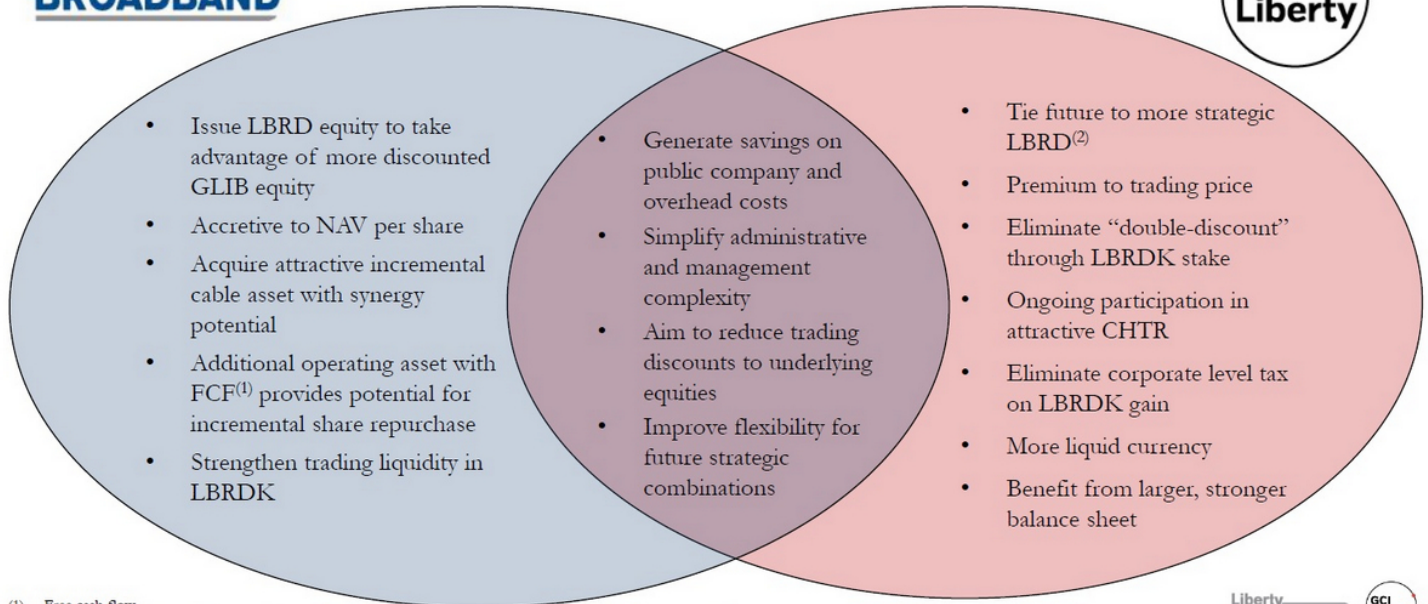 BROADBAND
Liberty
• Issue LBRD equity to take
advantage of more discounted
GLIB equity
• Accretive to NAV per share
• Acquire attractive incremental
cable asset with synergy
potential
• Additional operating asset with
FCF(1) provides potential for
incremental share repurchase
• Strengthen trading liquidity in
LBRDK
• Generate savings on
public company and
overhead costs
• Simplify administrative
and management
complexity
• Aim to reduce trading
discounts to underlying
equities
• Improve flexibility for
future strategic
combinations
• Tie future to more strategic
LBRD(2)
• Premium to trading price
• Eliminate “double-discount”
through LBRDK stake
• Ongoing participation in
attractive CHTR
• Eliminate corporate level tax
on LBRDK gain
• More liquid currency
• Benefit from larger, stronger
balance sheet
(1) Free cash flow
Liberty
GCI